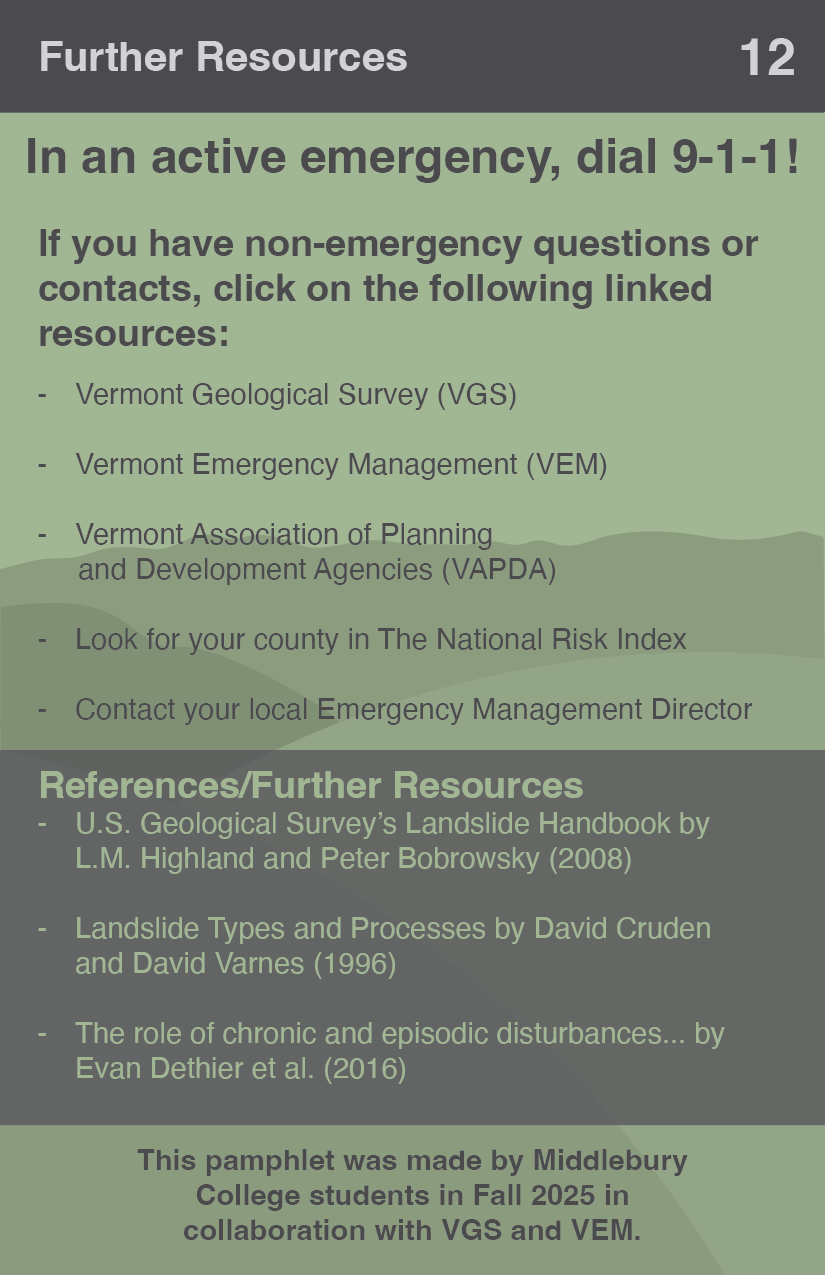 Further Resources 12
In an active emergency, dial 9-1-1!
If you have non-emergency questions or
contacts, click on the following linked
resources:
- Vermont Geological Survey (VGS)
- Vermont Emergency Management (VEM)
- Vermont Association of Planning
and Development Agencies (VAPDA)
- Look for your county in The National Risk Index
- Contact your local Emergency Management Director
References/Further Resources
- U.S. Geological Survey’s Landslide Handbook by
L.M. Highland and Peter Bobrowsky (2008)
- Landslide Types and Processes by David Cruden
and David Varnes (1996)
- The role of chronic and episodic disturbances... by
Evan Dethier et al. (2016)
This pamphlet was made by Middlebury
College students in Fall 2025 in
collaboration with VGS and VEM.